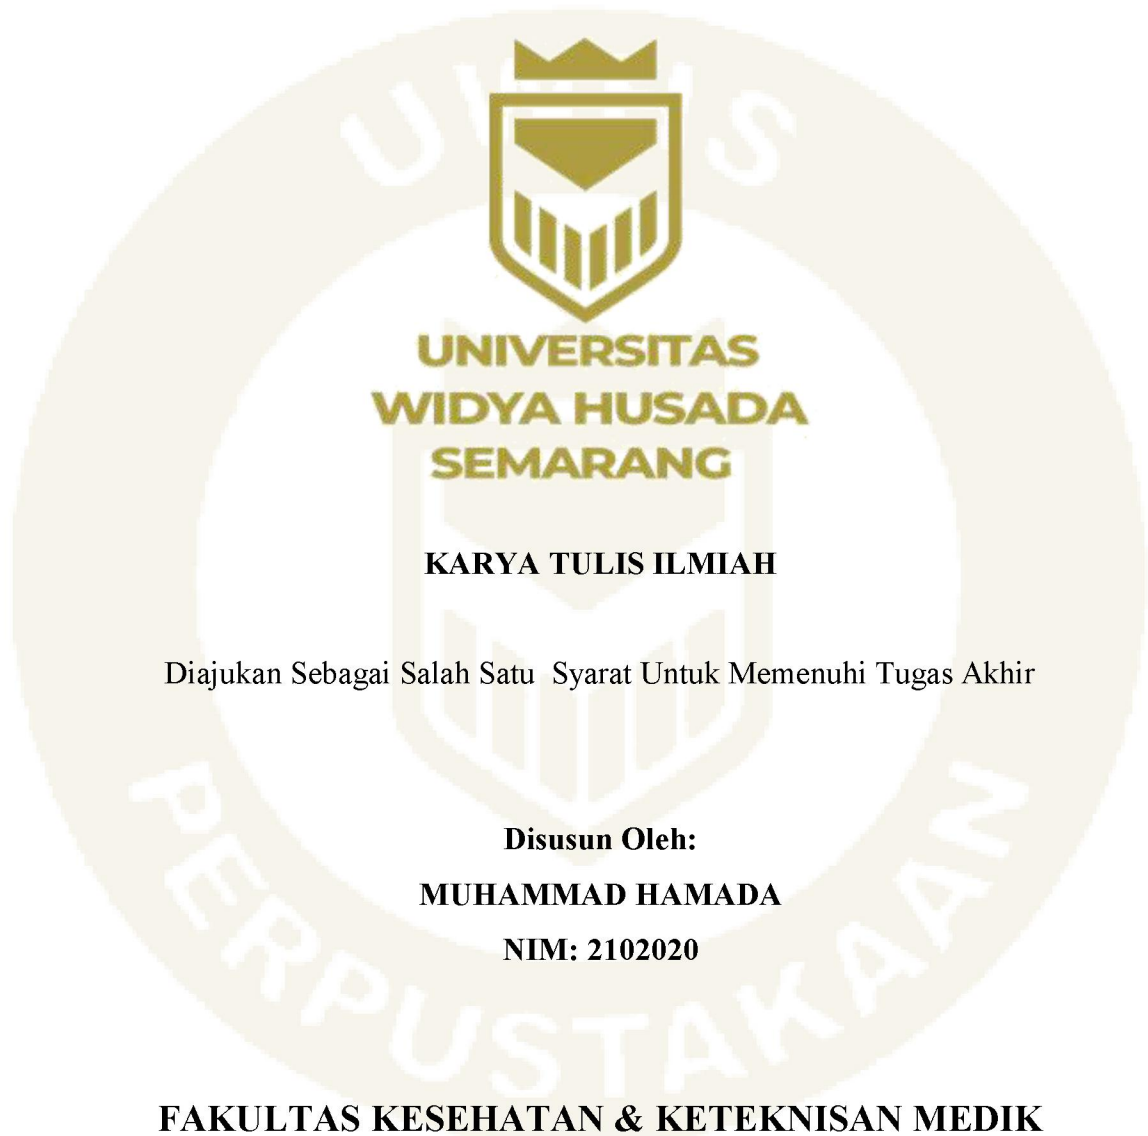 UNIVERSITAS
WIDYA HUSADA
SEMARANG
KARYA TULIS ILMIAH
Diajukan Sebagai Salah Satu Syarat Untuk Memenuhi Tugas Akhir
Disusun Oleh:
MUHAMMAD HAMADA
NIM: 2102020
PERPUSTAKAAN
FAKULTAS KESEHATAN & KETEKNISAN MEDIK